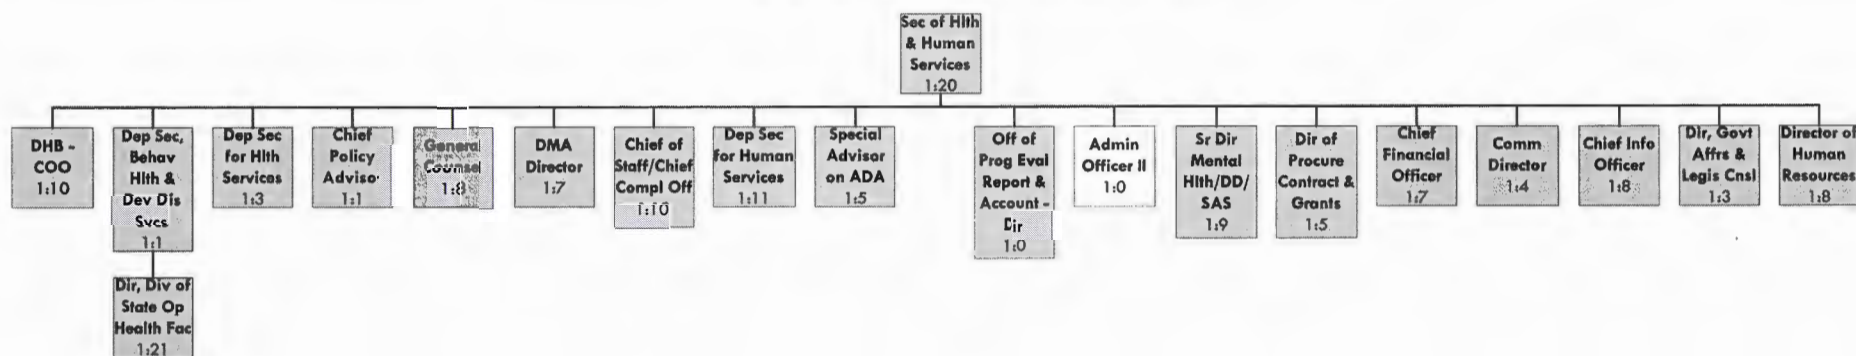 Sec of Hlth
& Human
Services
1:20
DHB -
COO
1:10
Dep Sec,
Behav
Hlth &
Dev Dis
Svcs
1:1
Dep Sec
for Hlth
Services
1:3
Chief
Policy
Advisor
1:1
General
Counsel
1:8
DMA
Director
1:7
Chief of
Staff/Chief
Compl Off
1:10
Dep Sec
for Human
Services
1:11
Special
Advisor
on ADA
1:5
Off of
Prog Eval
Report &
Account -
Dir
1:0
Admin
Officer II
1:0
Sr Dir
Mental
Hlth/DD/
SAS
1:9
Dir of
Procure
Contract &
Grants
1:5
Chief
Financial
Officer
1:7
Comm
Director
1:4
Chief Info
Officer
1:8
Dir, Govt
Affrs &
Legis Cnsl
1:3
Director of
Human
Resources
1:8
Dir, Div of
State Op
Health Fac
1:21